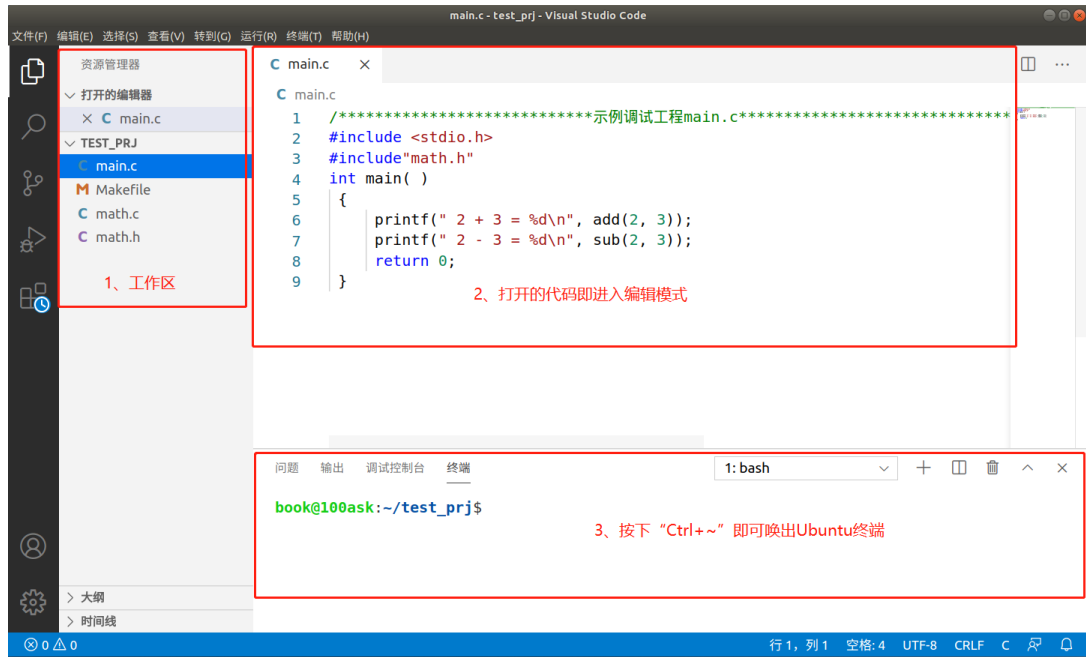 main.c - test_prj - Visual Studio Code
文件(F) 编辑(E) 选择(S) 查看(V) 转到(G) 运行(R) 终端(T) 帮助(H)
资源管理器
打开的编辑器
C main.c
TEST_PRJ
C main.c
M Makefile
C math.c
C math.h
1、工作区
大纲
时间线
C main.c
C main.c
1 /****************************示例调试工程main.c******************************
2 #include <stdio.h>
3 #include"math.h"
4 int main( )
5 {
6 printf(" 2 + 3 = %d\n", add(2, 3));
7 printf(" 2 - 3 = %d\n", sub(2, 3));
8 return 0;
9 }
2、打开的代码即进入编辑模式
问题 输出 调试控制台 终端 1: bash
book@100ask:~/test_prj$
3、按下“Ctrl+~”即可唤出Ubuntu终端
0 0 行 1，列 1 空格: 4 UTF-8 CRLF C